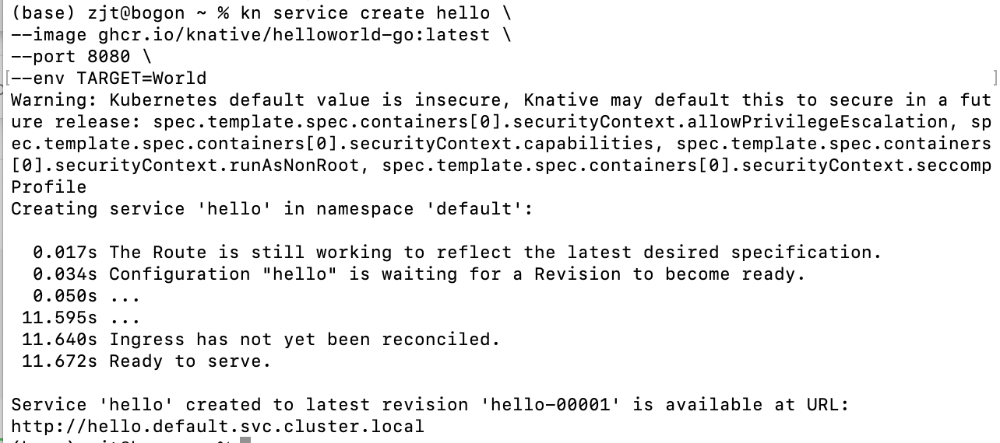 (base) zjt@bogon ~ % kn service create hello \
--image ghcr.io/knative/helloworld-go:latest \
--port 8080 \
[--env TARGET=World ]
Warning: Kubernetes default value is insecure, Knative may default this to secure in a fut
ure release: spec.template.spec.containers[0].securityContext.allowPrivilegeEscalation, sp
ec.template.spec.containers[0].securityContext.capabilities, spec.template.spec.containers
[0].securityContext.runAsNonRoot, spec.template.spec.containers[0].securityContext.seccomp
Profile
Creating service 'hello' in namespace 'default':
0.017s The Route is still working to reflect the latest desired specification.
0.034s Configuration "hello" is waiting for a Revision to become ready.
0.050s ...
11.595s ...
11.640s Ingress has not yet been reconciled.
11.672s Ready to serve.
Service 'hello' created to latest revision 'hello-00001' is available at URL:
http://hello.default.svc.cluster.local